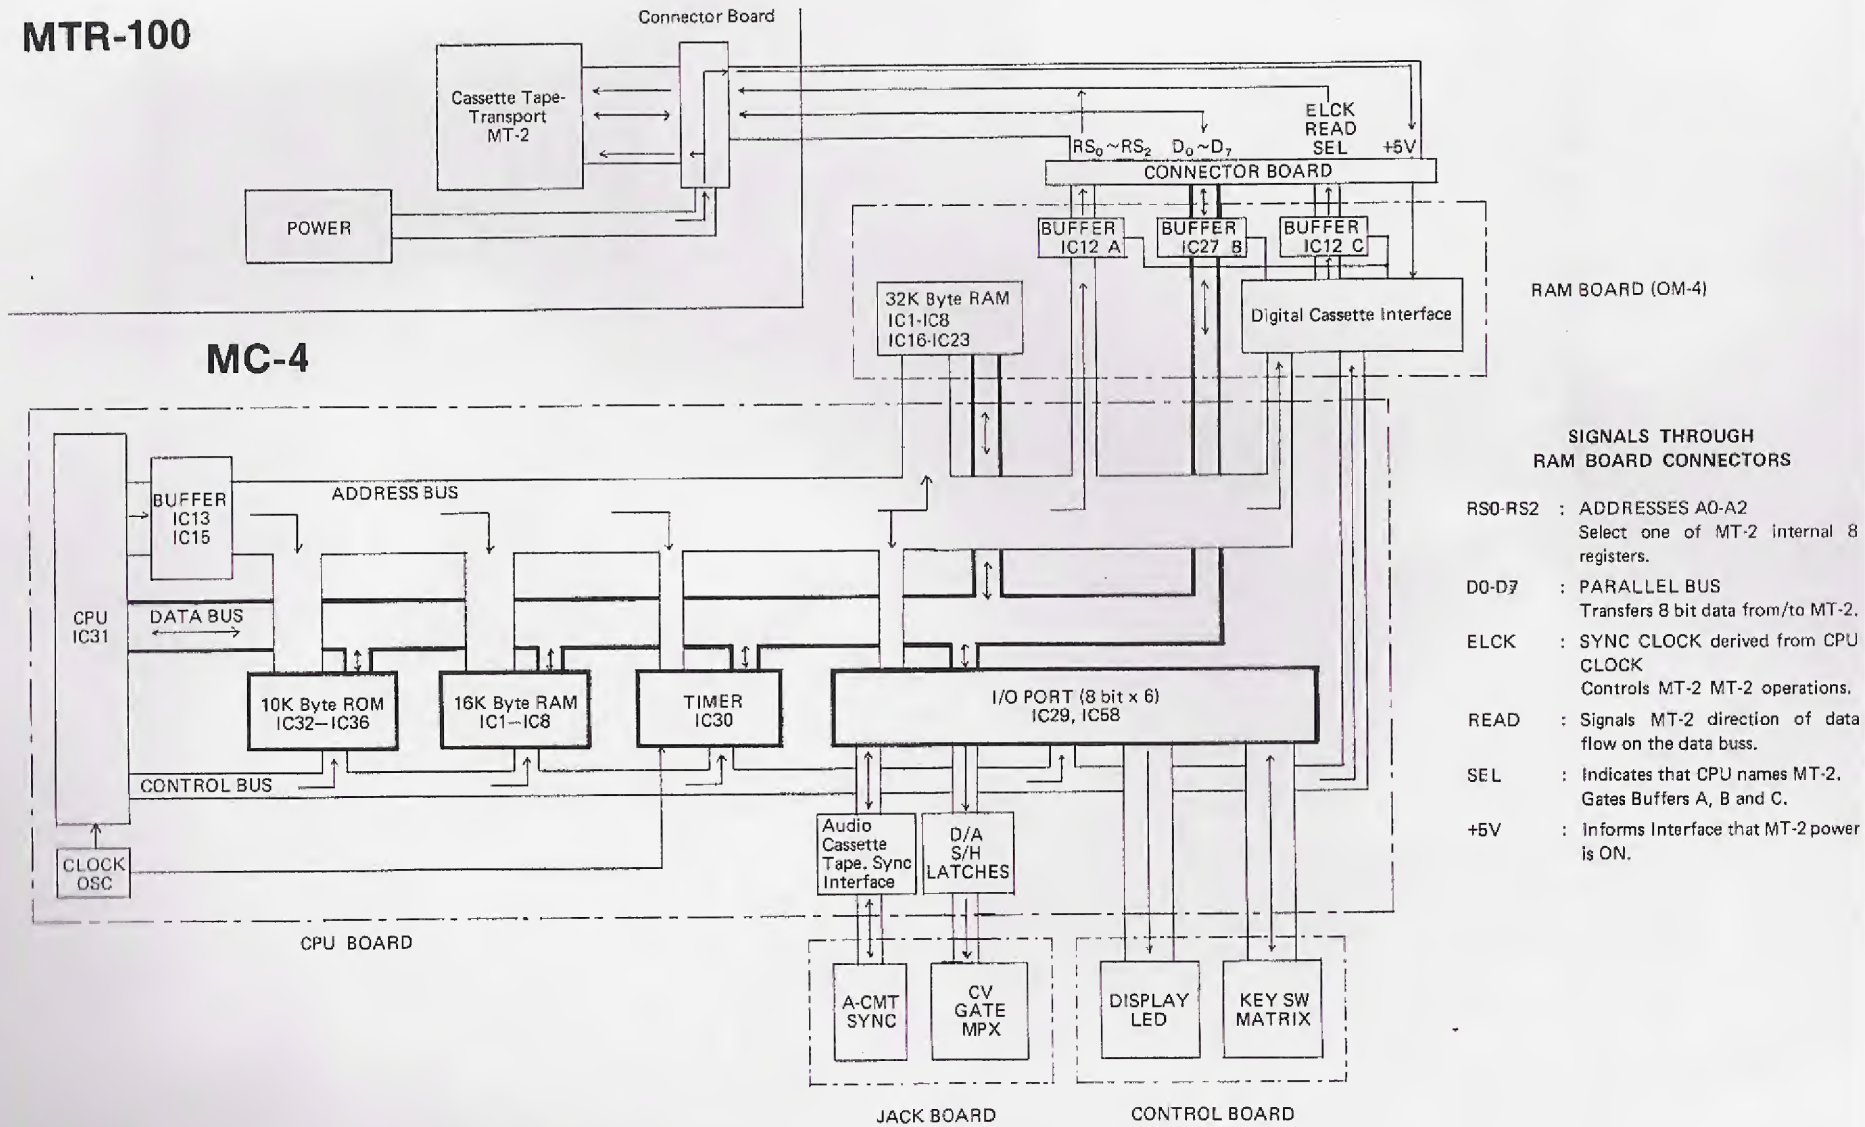 MTR-100
Connector Board
Cassette Tape-
Transport
MT-2
POWER
ELCK
READ
SEL
RS0~RS2
D0~D7
+5V
CONNECTOR BOARD
BUFFER
IC12 A
BUFFER
IC27 B
BUFFER
IC12 C
32K Byte RAM
IC1-IC8
IC16-IC23
Digital Cassette Interface
RAM BOARD (OM-4)
MC-4
CPU
IC31
BUFFER
IC13
IC15
ADDRESS BUS
DATA BUS
10K Byte ROM
IC32–IC36
16K Byte RAM
IC1–IC8
TIMER
IC30
I/O PORT (8 bit x 6)
IC29, IC58
CONTROL BUS
CLOCK
OSC
Audio
Cassette
Tape. Sync
Interface
D/A
S/H
LATCHES
CPU BOARD
A-CMT
SYNC
CV
GATE
MPX
DISPLAY
LED
KEY SW
MATRIX
JACK BOARD
CONTROL BOARD
SIGNALS THROUGH
RAM BOARD CONNECTORS
RS0-RS2 : ADDRESSES A0-A2
Select one of MT-2 internal 8
registers.
D0-D7 : PARALLEL BUS
Transfers 8 bit data from/to MT-2.
ELCK : SYNC CLOCK derived from CPU
CLOCK
Controls MT-2 MT-2 operations.
READ : Signals MT-2 direction of data
flow on the data buss.
SEL : Indicates that CPU names MT-2.
Gates Buffers A, B and C.
+5V : Informs Interface that MT-2 power
is ON.